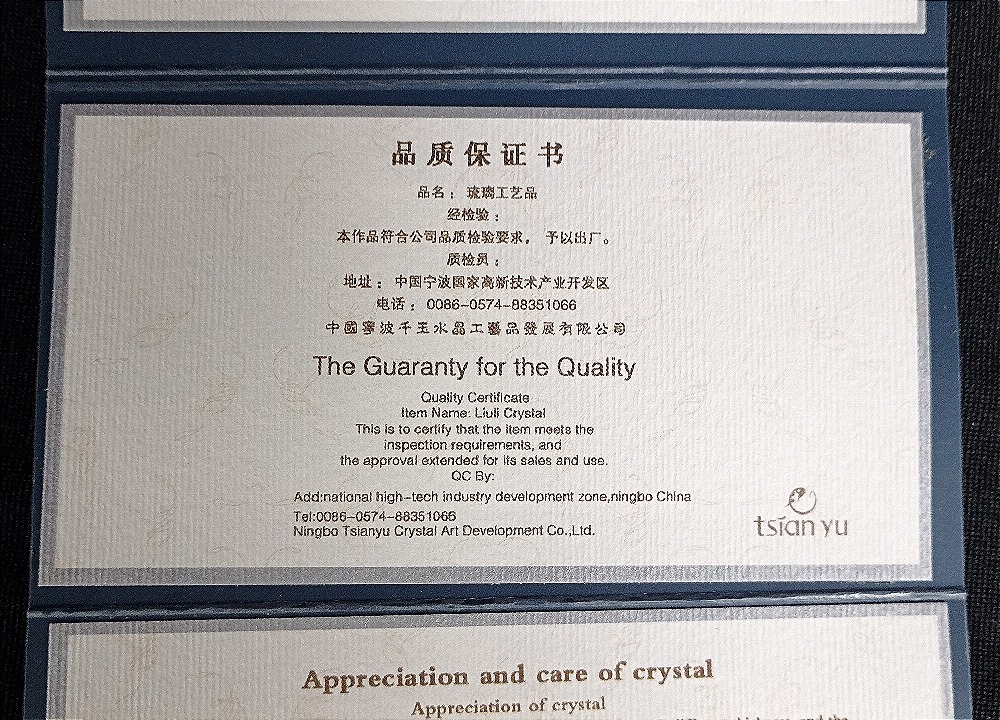 品质保证书
品名：琉璃工艺品
经检验：
本作品符合公司品质检验要求，予以出厂。
质检员：
地址：中国宁波国家高新技术产业开发区
电话：0086-0574-88351066
中國寧波千玉水晶工藝品發展有限公司
The Guaranty for the Quality
Quality Certificate
Item Name: Liuli Crystal
This is to certify that the item meets the
inspection requirements, and
the approval extended for its sales and use.
QC By:
Add:national high-tech industry development zone,ningbo China
Tel:0086-0574-88351066
Ningbo Tsianyu Crystal Art Development Co.,Ltd.
tsian yu
Appreciation and care of crystal
Appreciation of crystal